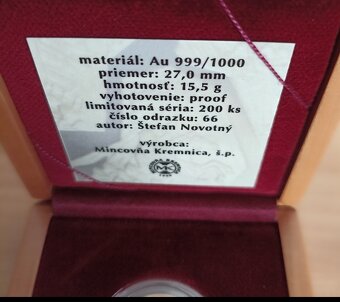 materiál: Au 999/1000
priemer: 27,0 mm
hmotnosť: 15,5 g
vyhotovenie: proof
limitovaná séria: 200 ks
číslo odrazku: 66
autor: Štefan Novotný
výrobca:
Mincovňa Kremnica, š.p.
MK